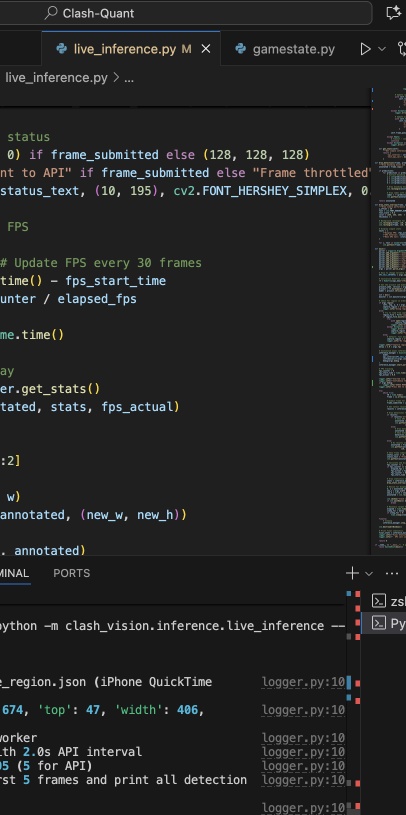 Clash-Quant
live_inference.py M
gamestate.py
live_inference.py > ...
status
0) if frame_submitted else (128, 128, 128)
nt to API" if frame_submitted else "Frame throttled"
status_text, (10, 195), cv2.FONT_HERSHEY_SIMPLEX, 0.
FPS
# Update FPS every 30 frames
time() - fps_start_time
unter / elapsed_fps
me.time()
ay
er.get_stats()
tated, stats, fps_actual)
:2]
w)
annotated, (new_w, new_h))
, annotated)
MINAL PORTS
zsh
python -m clash_vision.inference.live_inference --
Py
e_region.json (iPhone QuickTime logger.py:10
674, 'top': 47, 'width': 406, logger.py:10
worker logger.py:10
ith 2.0s API interval logger.py:10
05 (5 for API) logger.py:10
rst 5 frames and print all detection logger.py:10
logger.py:10